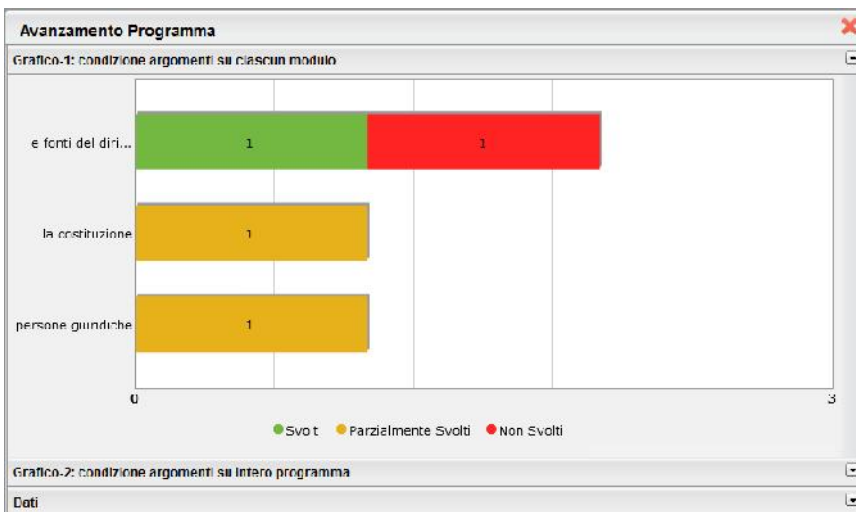 Avanzamento Programma
Grafico-1: condizione argomenti su ciascun modulo
e fonti del diri...
1
1
la costituzione
1
persone giuridiche
1
0
3
Svolt
Parzialmente Svolti
Non Svolti
Grafico-2: condizione argomenti su intero programma
Dati